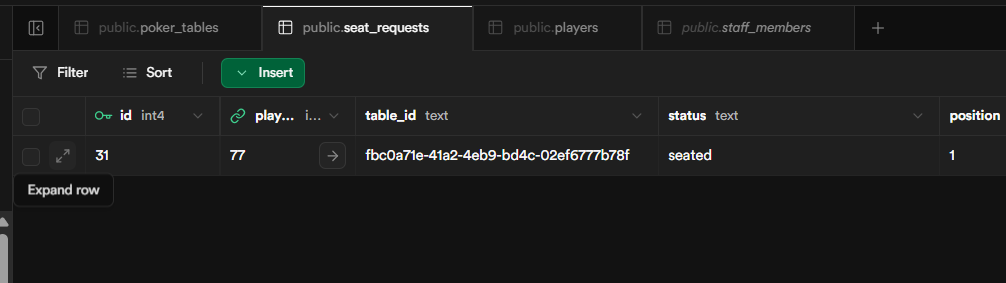 public.poker_tables public.seat_requests public.players public.staff_members
Filter Sort Insert
id int4 play... i... table_id text status text position
31 77 fbc0a71e-41a2-4eb9-bd4c-02ef6777b78f seated 1
Expand row